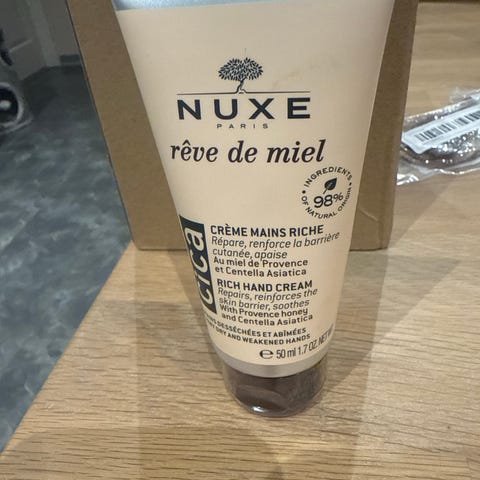 NUXE
PARIS
rêve de miel
INGREDIENTS
98%
OF NATURAL ORIGIN
cica
CRÈME MAINS RICHE
Répare, renforce la barrière
cutanée, apaise
Au miel de Provence
et Centella Asiatica
RICH HAND CREAM
Repairs, reinforces the
skin barrier, soothes
With Provence honey
and Centella Asiatica
DESSÉCHÉES ET ABÎMÉES
DRY AND WEAKENED HANDS
e 50 ml 1.7 OZ. NET